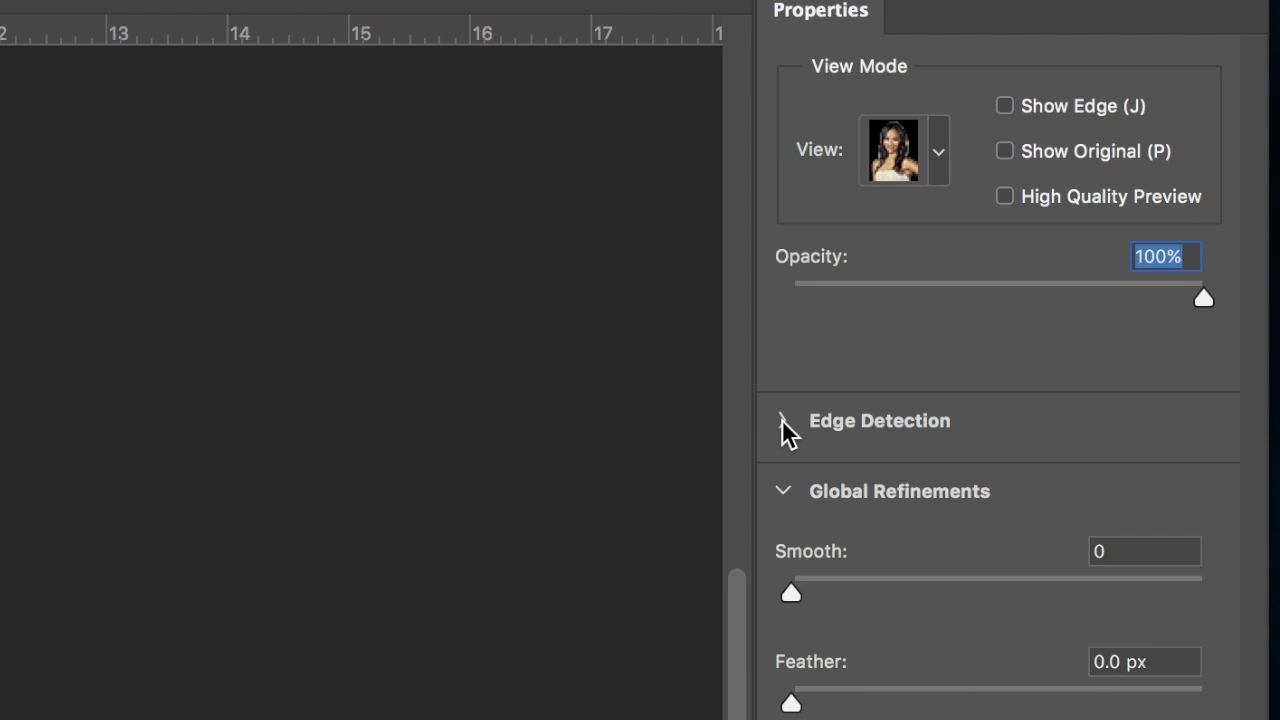 Properties
2 13 14 15 16 17 1
View Mode
Show Edge (J)
View:
Show Original (P)
High Quality Preview
Opacity: 100%
Edge Detection
Global Refinements
Smooth: 0
Feather: 0.0 px